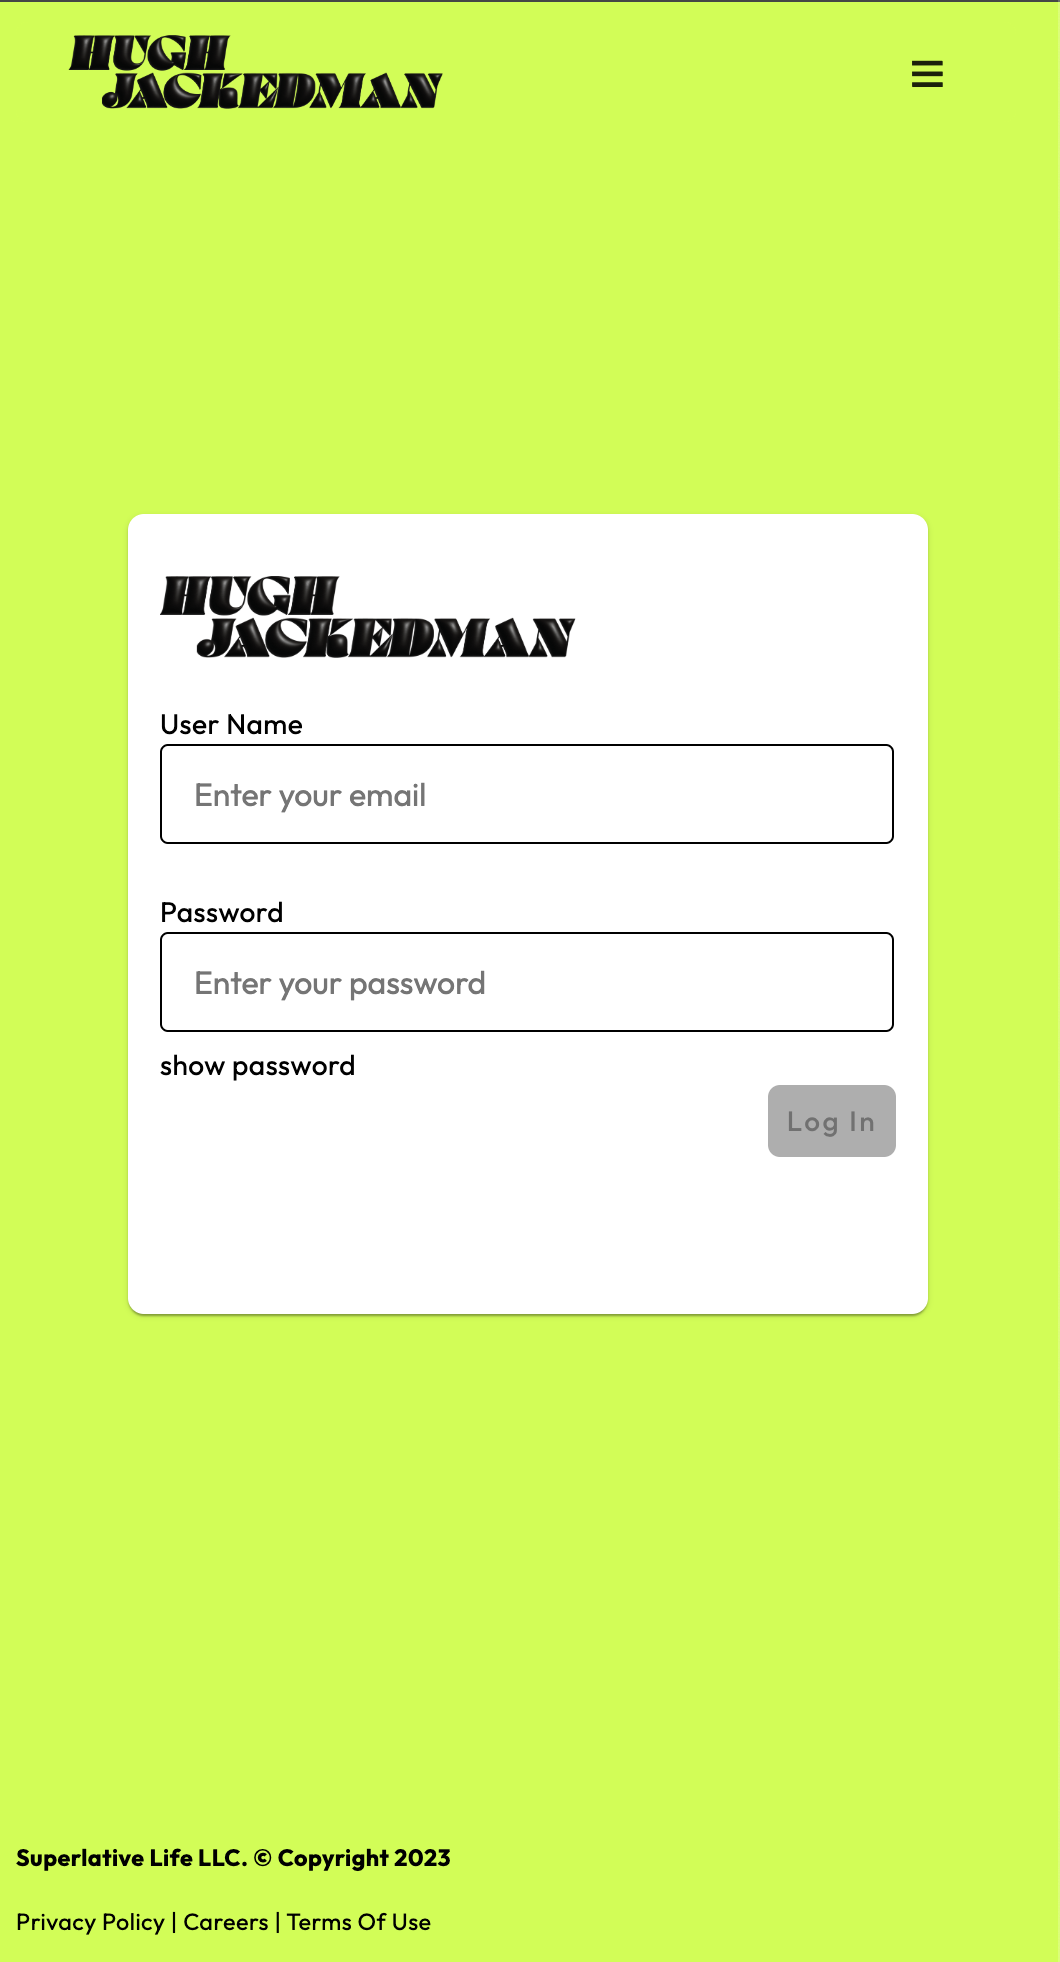 HUGH
JACKEDMAN
HUGH
JACKEDMAN
User Name
Enter your email
Password
Enter your password
show password
Log In
Superlative Life LLC. © Copyright 2023
Privacy Policy | Careers | Terms Of Use